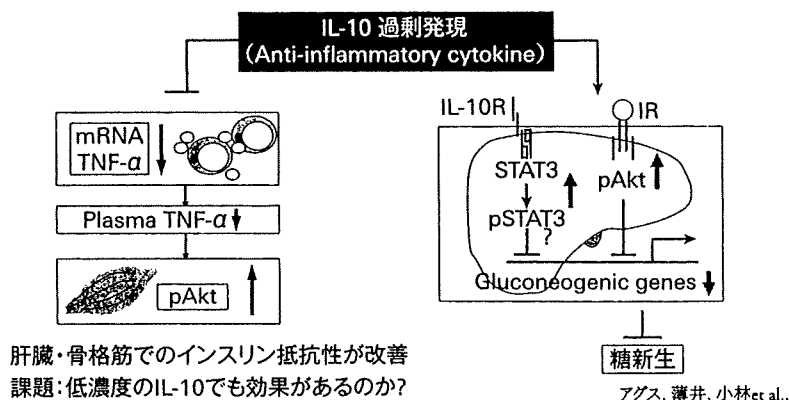 IL-10 過剰発現
(Anti-inflammatory cytokine)
mRNA
TNF-α
Plasma TNF-α
pAkt
IL-10R
IR
STAT3
pAkt
pSTAT3
?
Gluconeogenic genes
糖新生
肝臓・骨格筋でのインスリン抵抗性が改善
課題:低濃度のIL-10でも効果があるのか?
アグス, 薄井, 小林et al.,